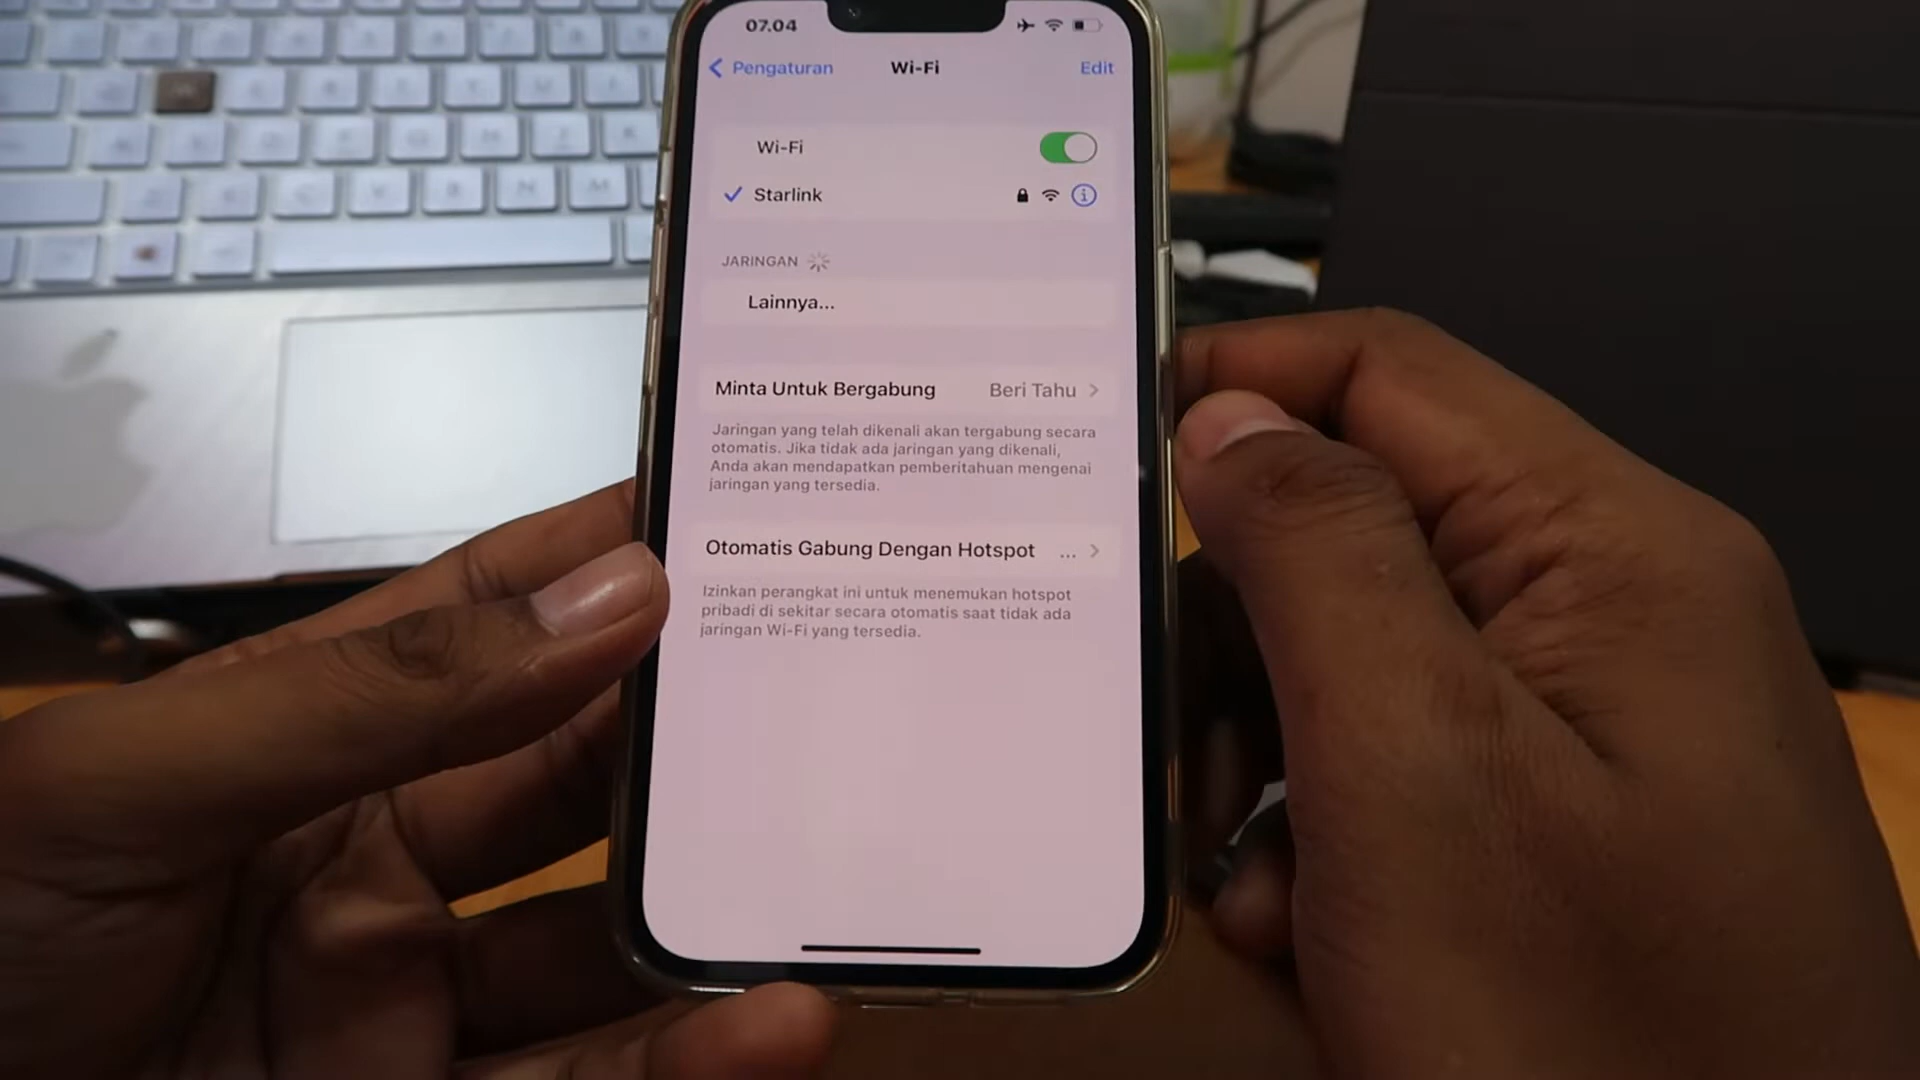 07.04
Pengaturan Wi-Fi Edit
Wi-Fi
Starlink
JARINGAN
Lainnya...
Minta Untuk Bergabung Beri Tahu
Jaringan yang telah dikenali akan tergabung secara
otomatis. Jika tidak ada jaringan yang dikenali,
Anda akan mendapatkan pemberitahuan mengenai
jaringan yang tersedia.
Otomatis Gabung Dengan Hotspot ...
Izinkan perangkat ini untuk menemukan hotspot
pribadi di sekitar secara otomatis saat tidak ada
jaringan Wi-Fi yang tersedia.